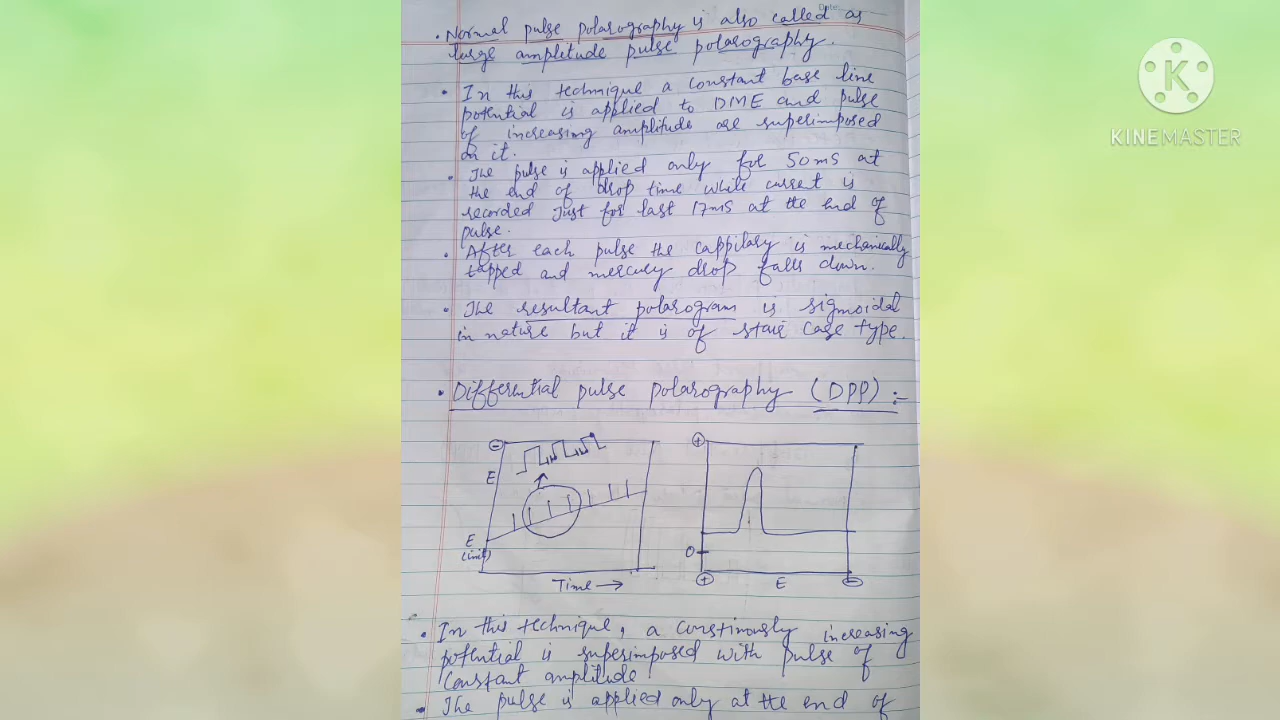 Date:
• Normal pulse polarography is also called as
large amplitude pulse polarography.
• In this technique a constant base line
potential is applied to DME and pulse
of increasing amplitude are superimposed
on it.
• The pulse is applied only for 50ms at
the end of drop time while current is
recorded Just for last 17ms at the end of
pulse.
• After each pulse the cappilary is mechanically
tapped and mercury drop falls down.
• The resultant polarogram is sigmoidal
in nature but it is of stair case type.
• Differential pulse polarography (DPP) :-
⊖
E
E
(init)
Time →
⊕
0
⊕ E ⊖
• In this technique, a constinously increasing
potential is superimposed with pulse of
constant amplitude
• The pulse is applied only at the end of
K
KINEMASTER